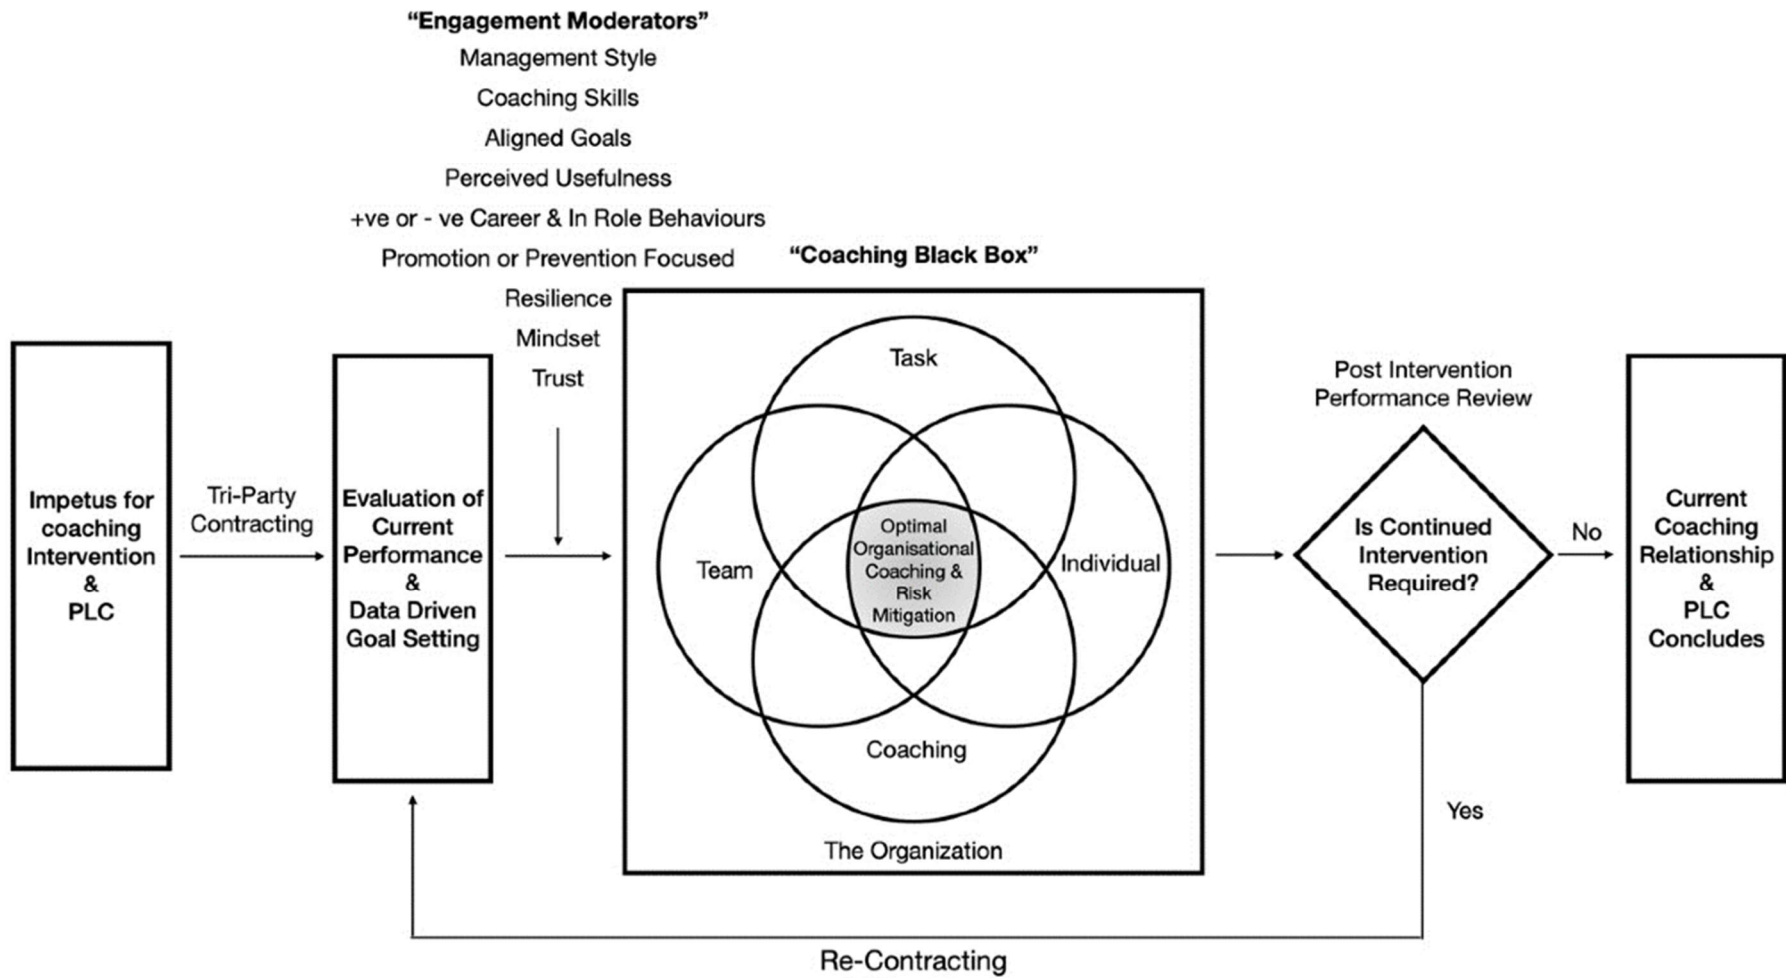 “Engagement Moderators”
Management Style
Coaching Skills
Aligned Goals
Perceived Usefulness
+ve or - ve Career & In Role Behaviours
Promotion or Prevention Focused
Resilience
Mindset
Trust
“Coaching Black Box”
Impetus for
coaching
Intervention
&
PLC
Tri-Party
Contracting
Evaluation of
Current
Performance
&
Data Driven
Goal Setting
Task
Team
Optimal
Organisational
Coaching &
Risk
Mitigation
Individual
Coaching
The Organization
Post Intervention
Performance Review
Is Continued
Intervention
Required?
No
Current
Coaching
Relationship
&
PLC
Concludes
Yes
Re-Contracting